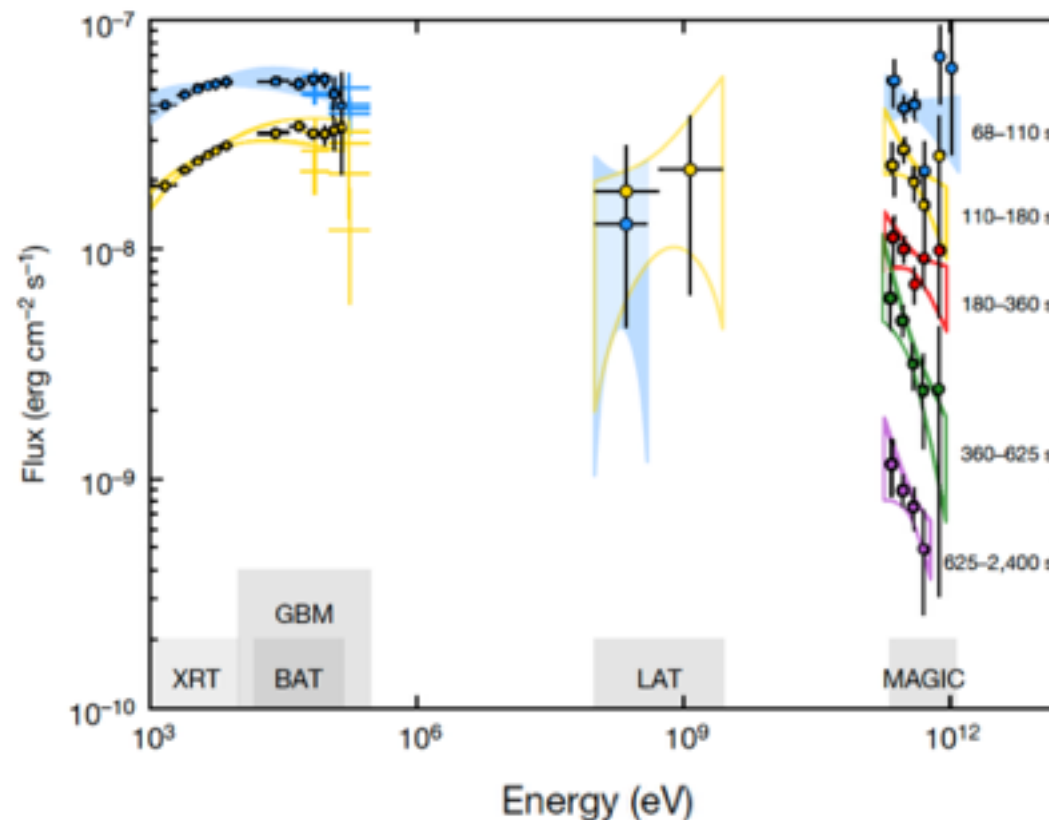 10⁻⁷
10⁻⁸
10⁻⁹
10⁻¹⁰
Flux (erg cm⁻² s⁻¹)
68–110 s
110–180 s
180–360 s
360–625 s
625–2,400 s
GBM
XRT
BAT
LAT
MAGIC
10³
10⁶
10⁹
10¹²
Energy (eV)